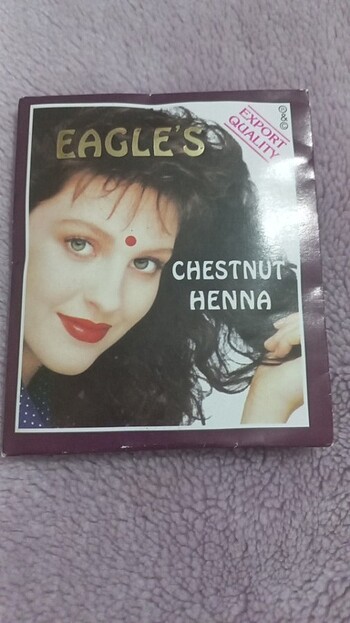 EAGLE'S
EXPORT
QUALITY
CHESTNUT
HENNA